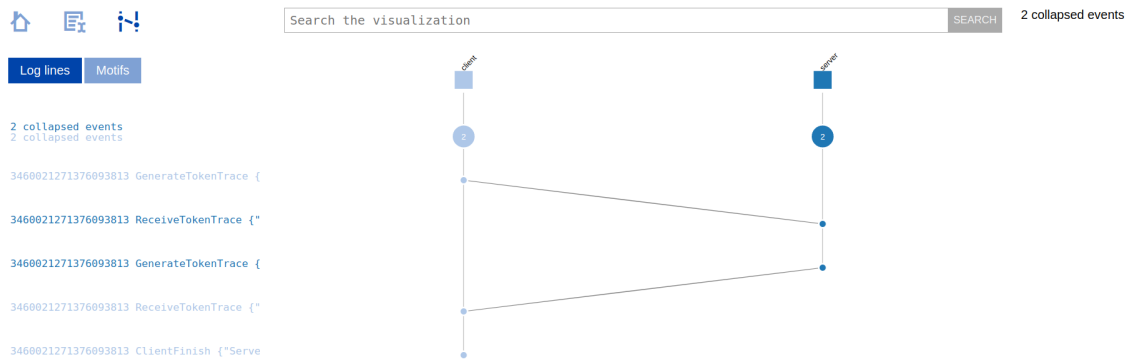 Search the visualization
SEARCH
2 collapsed events
Log lines
Motifs
client
server
2 collapsed events
2 collapsed events
2
2
3460021271376093813 GenerateTokenTrace {
3460021271376093813 ReceiveTokenTrace {"
3460021271376093813 GenerateTokenTrace {
3460021271376093813 ReceiveTokenTrace {"
3460021271376093813 ClientFinish {"Serve